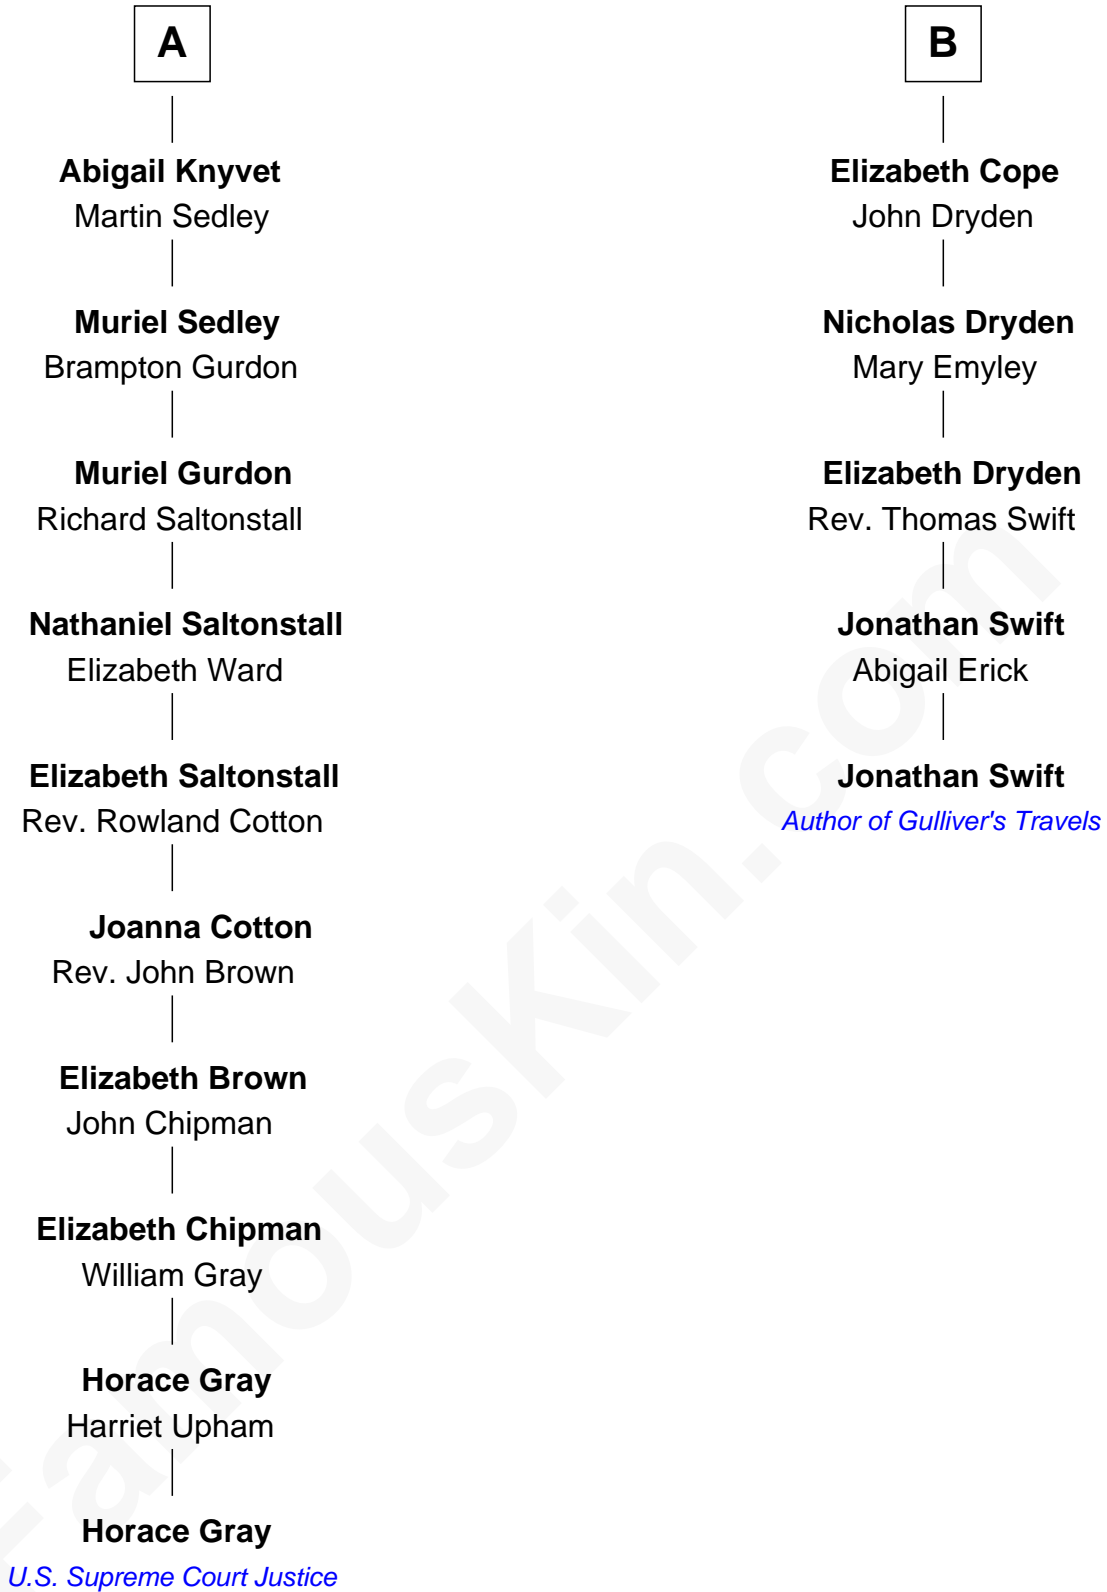 A
Abigail Knyvet
Martin Sedley
Muriel Sedley
Brampton Gurdon
Muriel Gurdon
Richard Saltonstall
Nathaniel Saltonstall
Elizabeth Ward
Elizabeth Saltonstall
Rev. Rowland Cotton
Joanna Cotton
Rev. John Brown
Elizabeth Brown
John Chipman
Elizabeth Chipman
William Gray
Horace Gray
Harriet Upham
Horace Gray
U.S. Supreme Court Justice
B
Elizabeth Cope
John Dryden
Nicholas Dryden
Mary Emyley
Elizabeth Dryden
Rev. Thomas Swift
Jonathan Swift
Abigail Erick
Jonathan Swift
Author of Gulliver's Travels
FamousKin.com